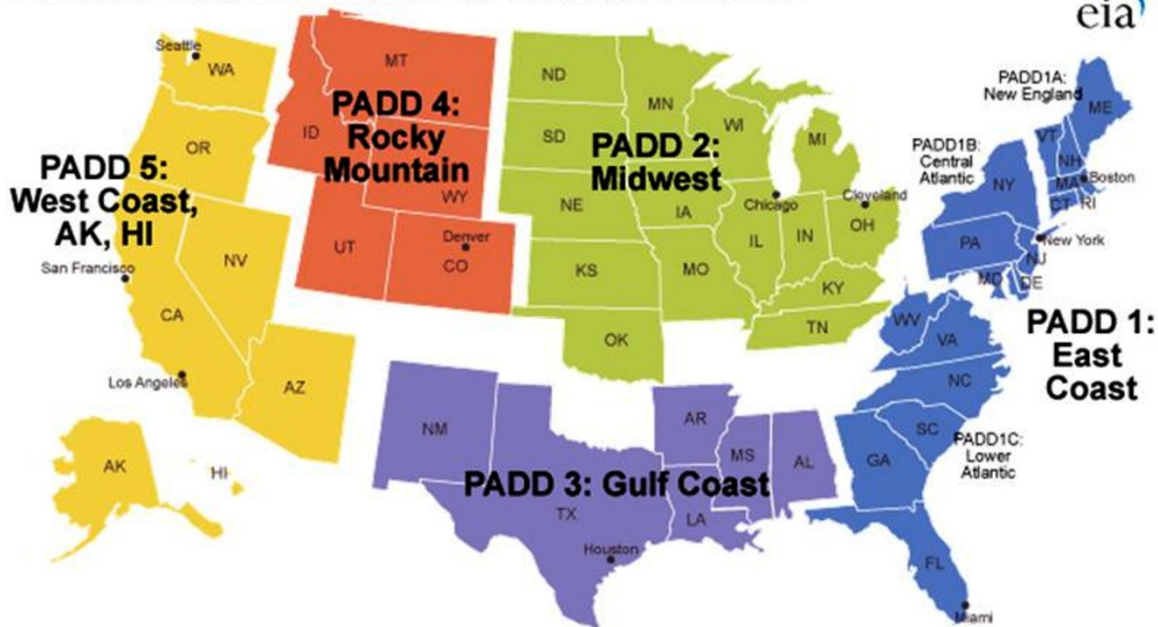 eia
Seattle
WA
MT
ND
MN
PADD1A:
New England
ME
PADD 4:
Rocky
Mountain
ID
OR
SD
WI
MI
PADD 2:
Midwest
PADD1B:
Central
Atlantic
VT
NH
MA
Boston
CT
RI
NY
PADD 5:
West Coast,
AK, HI
WY
NE
IA
Chicago
Cleveland
OH
IL
IN
PA
New York
NJ
MD
DE
San Francisco
NV
UT
Denver
CO
KS
MO
KY
WV
VA
CA
OK
TN
PADD 1:
East
Coast
NC
Los Angeles
AZ
NM
AR
SC
PADD1C:
Lower
Atlantic
AK
HI
MS
AL
GA
PADD 3: Gulf Coast
TX
LA
Houston
FL
Miami